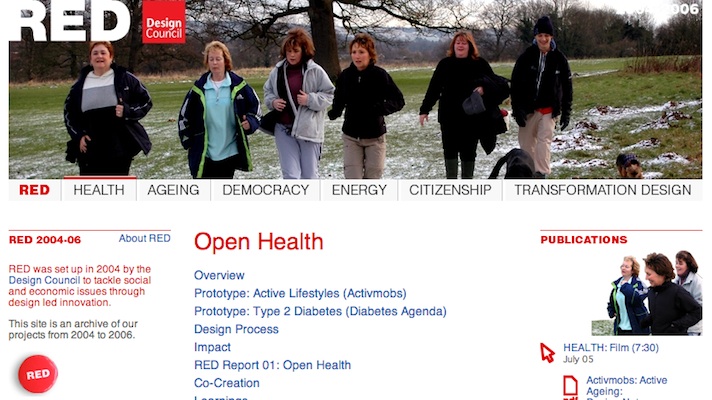 RED
Design
Council
RED
HEALTH
AGEING
DEMOCRACY
ENERGY
CITIZENSHIP
TRANSFORMATION DESIGN
RED 2004-06
About RED
RED was set up in 2004 by the
Design Council to tackle social
and economic issues through
design led innovation.
This site is an archive of our
projects from 2004 to 2006.
RED
Open Health
Overview
Prototype: Active Lifestyles (Activmobs)
Prototype: Type 2 Diabetes (Diabetes Agenda)
Design Process
Impact
RED Report 01: Open Health
Co-Creation
PUBLICATIONS
HEALTH: Film (7:30)
July 05
Activmobs: Active
Ageing: